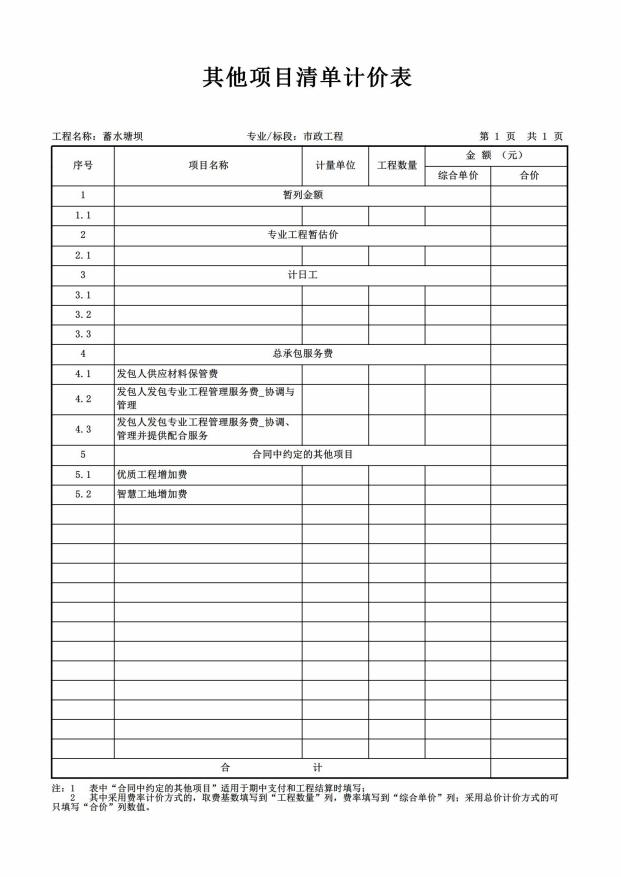 其他项目清单计价表
工程名称：蓄水塘坝 专业/标段：市政工程 第 1 页 共 1 页
序号 项目名称 计量单位 工程数量 金 额 （元）
综合单价 合价
1 暂列金额
1.1
2 专业工程暂估价
2.1
3 计日工
3.1
3.2
3.3
4 总承包服务费
4.1 发包人供应材料保管费
4.2 发包人发包专业工程管理服务费_协调与
管理
4.3 发包人发包专业工程管理服务费_协调、
管理并提供配合服务
5 合同中约定的其他项目
5.1 优质工程增加费
5.2 智慧工地增加费
合 计
注：1 表中“合同中约定的其他项目”适用于期中支付和工程结算时填写；
2 其中采用费率计价方式的，取费基数填写到“工程数量”列，费率填写到“综合单价”列；采用总价计价方式的可
只填写“合价”列数值。